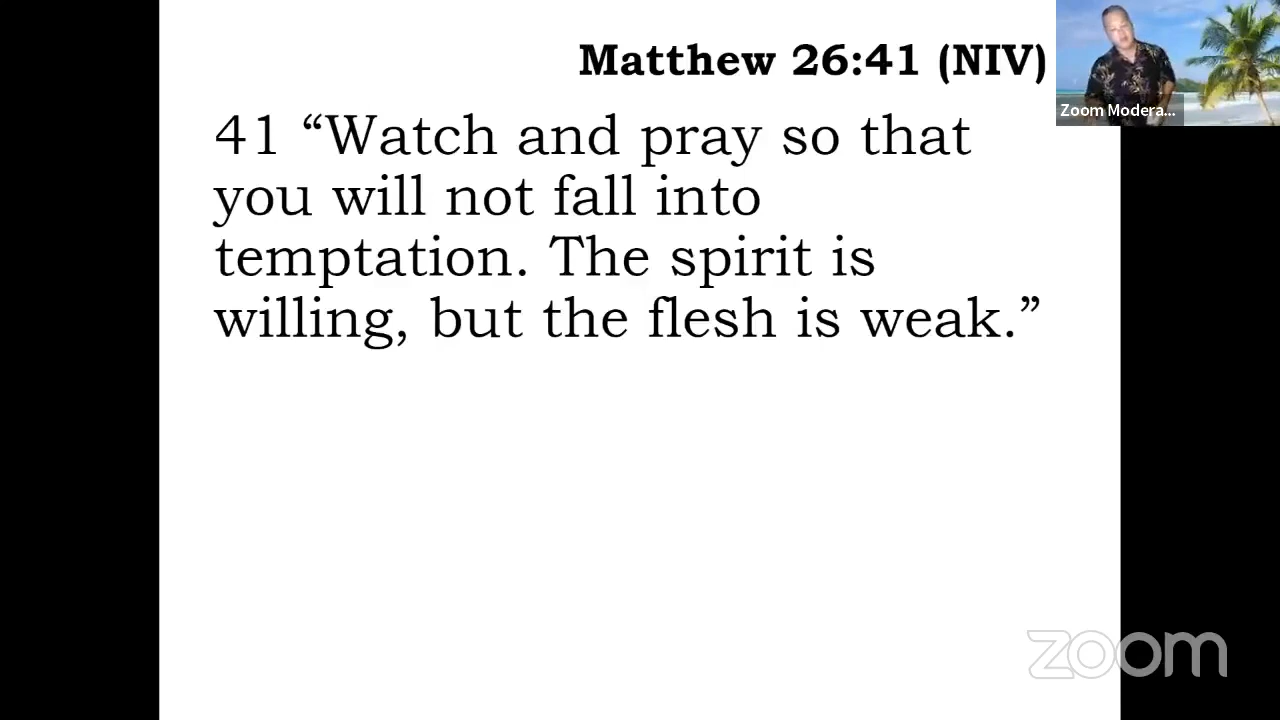 Matthew 26:41 (NIV)
Zoom Modera...
41 “Watch and pray so that
you will not fall into
temptation. The spirit is
willing, but the flesh is weak.”
zoom